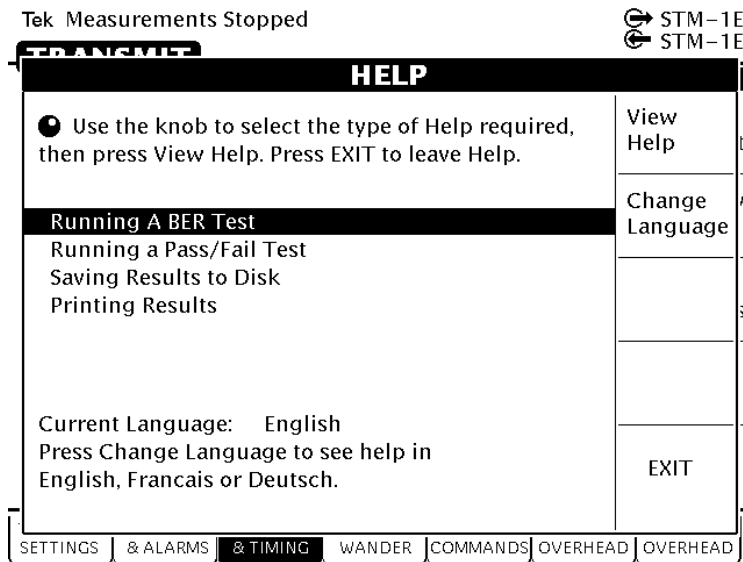 Tek Measurements Stopped
STM-1E
STM-1E
TRANSMIT
HELP
Use the knob to select the type of Help required,
then press View Help. Press EXIT to leave Help.
Running A BER Test
Running a Pass/Fail Test
Saving Results to Disk
Printing Results
Current Language: English
Press Change Language to see help in
English, Francais or Deutsch.
View
Help
Change
Language
EXIT
SETTINGS
& ALARMS
& TIMING
WANDER
COMMANDS
OVERHEAD
OVERHEAD